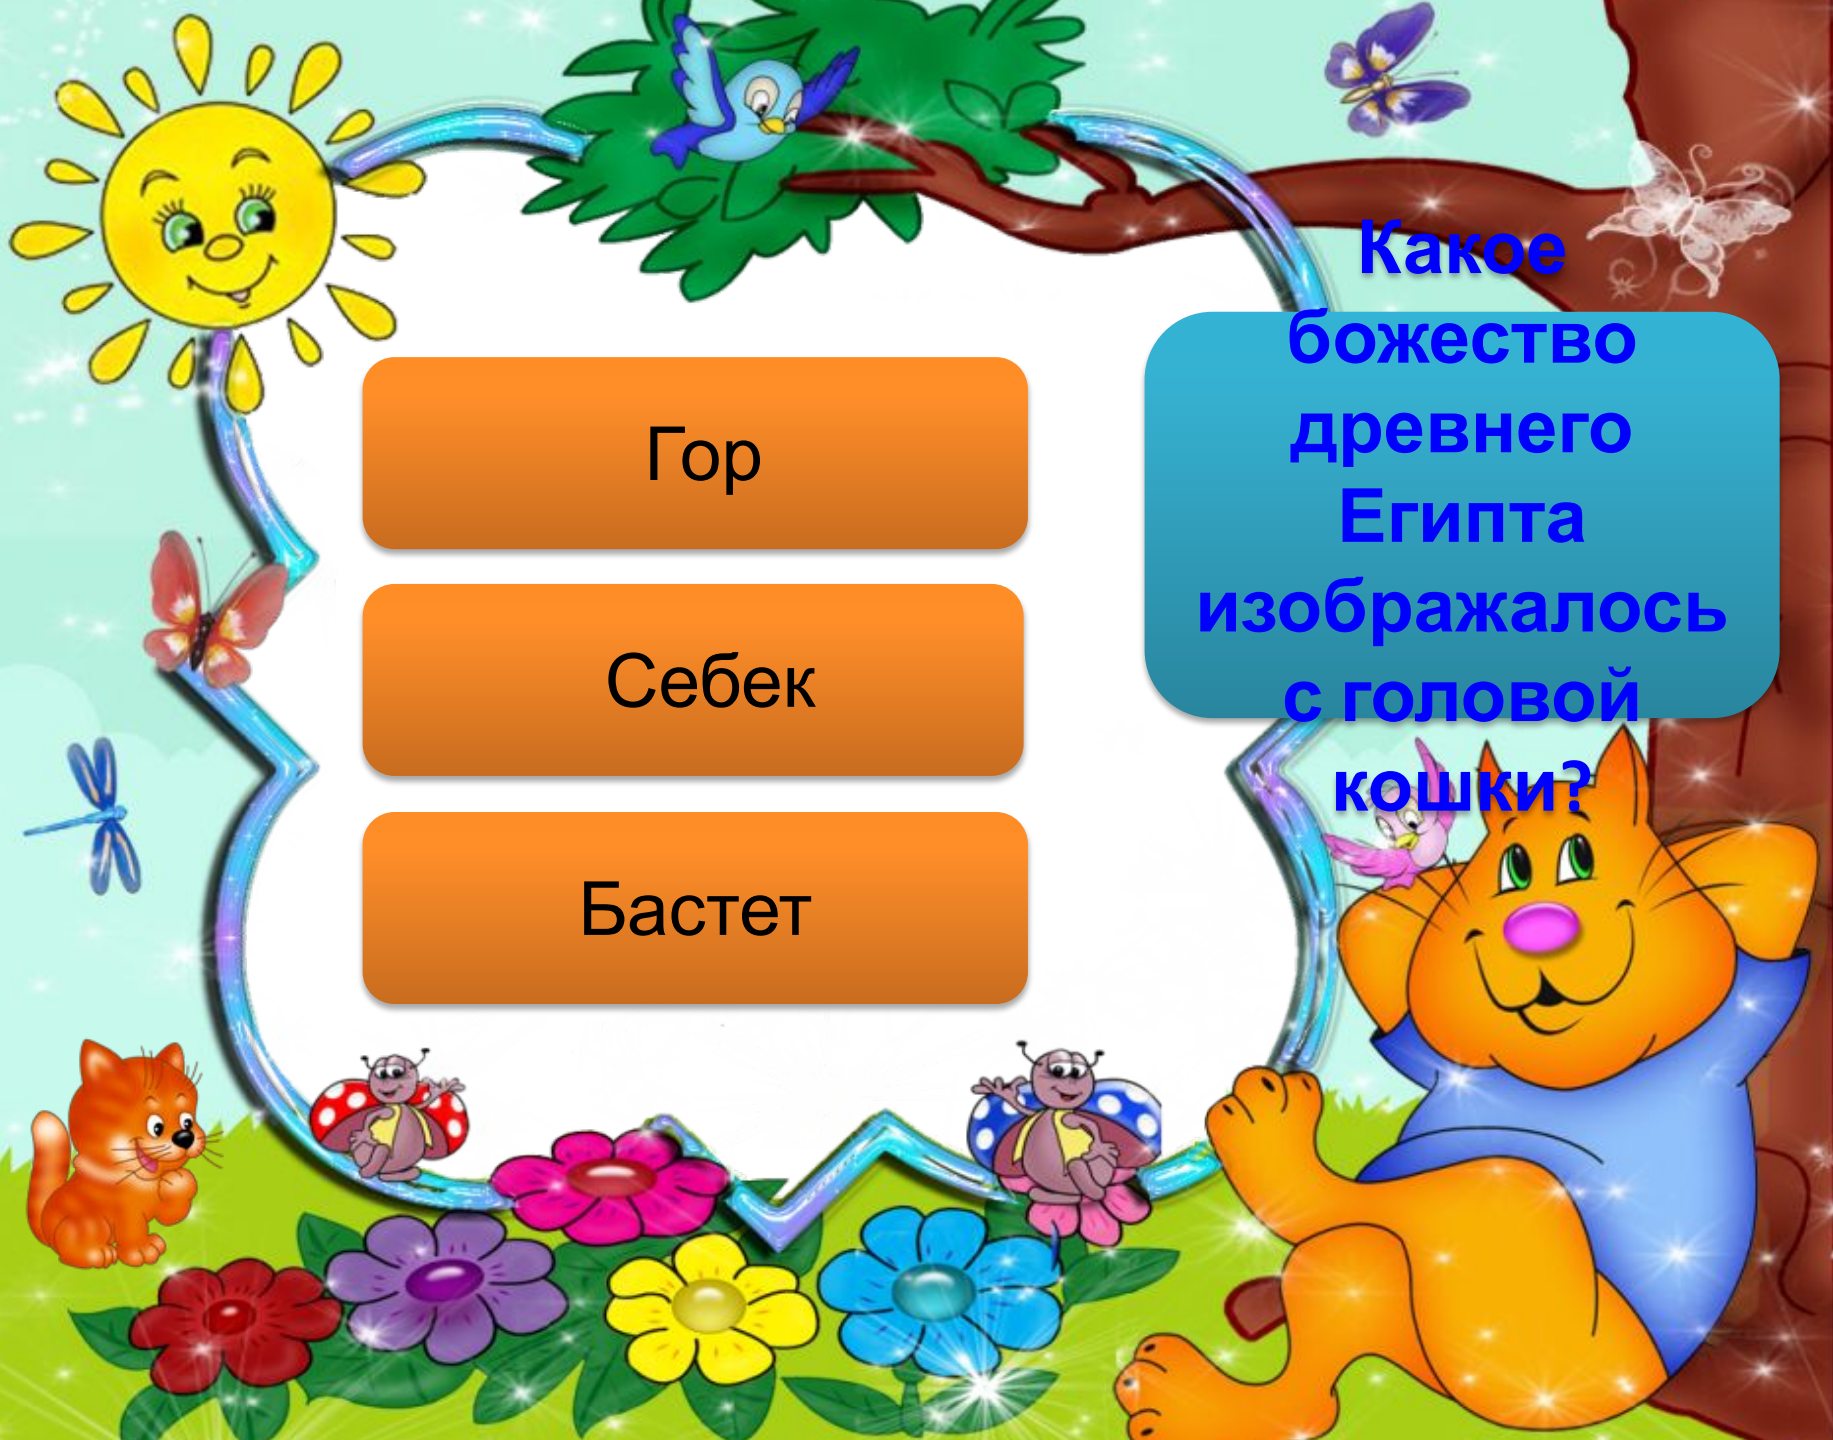 Какое
божество
древнего
Египта
изображалось
с головой
кошки?
Гор
Себек
Бастет